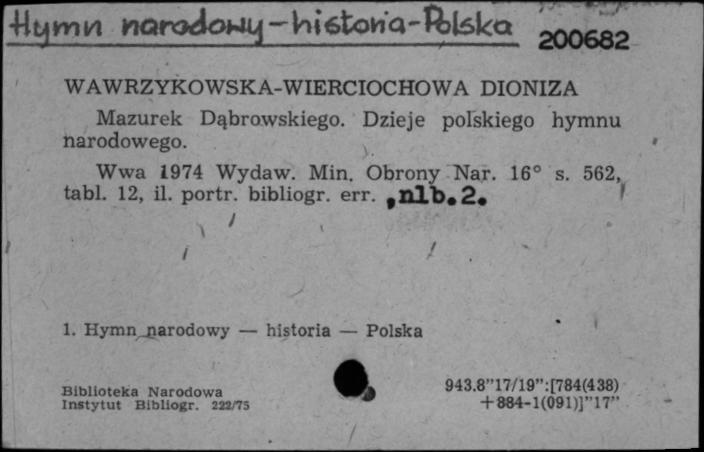 Hymn narodowy-historia-Polska
200682
WAWRZYKOWSKA-WIERCIOCHOWA DIONIZA
Mazurek Dąbrowskiego. Dzieje polskiego hymnu
narodowego.
Wwa 1974 Wydaw. Min. Obrony Nar. 16° s. 562,
tabl. 12, il. portr. bibliogr. err. ,nlb.2.
1. Hymn narodowy — historia — Polska
Biblioteka Narodowa
Instytut Bibliogr. 222/75
943.8"17/19":[784(438)
+884-1(091)]"17"